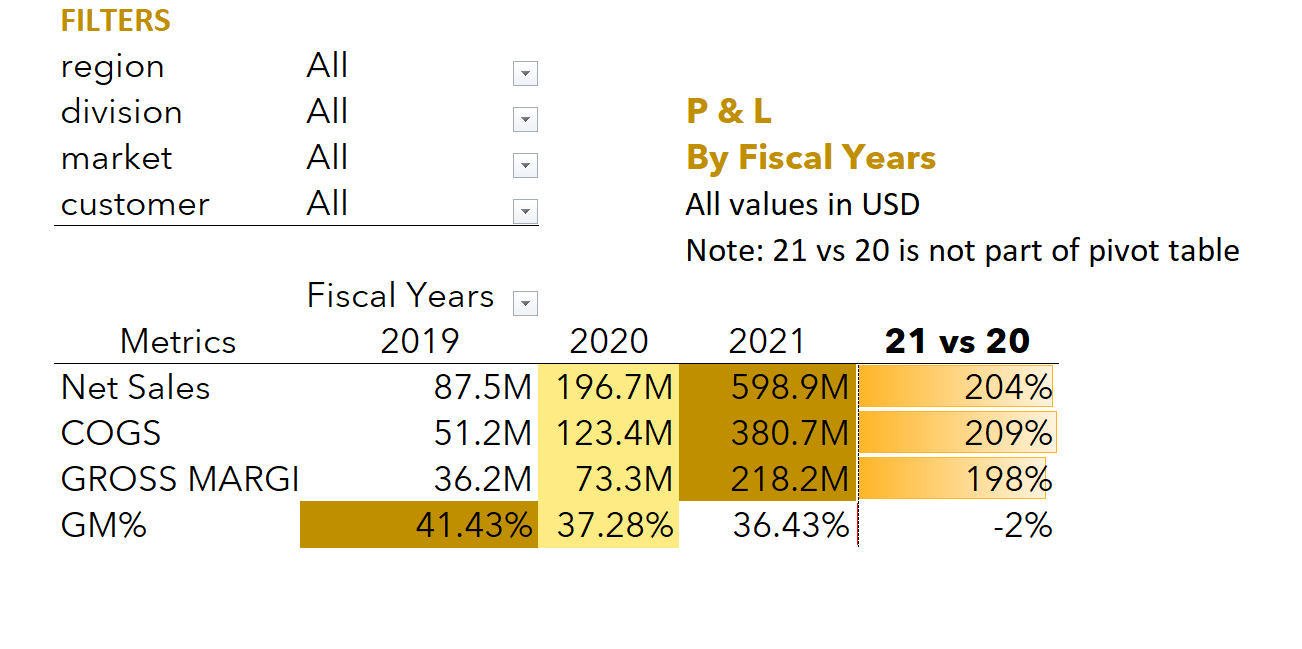 FILTERS
region All
division All
market All
customer All
P & L
By Fiscal Years
All values in USD
Note: 21 vs 20 is not part of pivot table
Fiscal Years
Metrics 2019 2020 2021 21 vs 20
Net Sales 87.5M 196.7M 598.9M 204%
COGS 51.2M 123.4M 380.7M 209%
GROSS MARGI 36.2M 73.3M 218.2M 198%
GM% 41.43% 37.28% 36.43% -2%